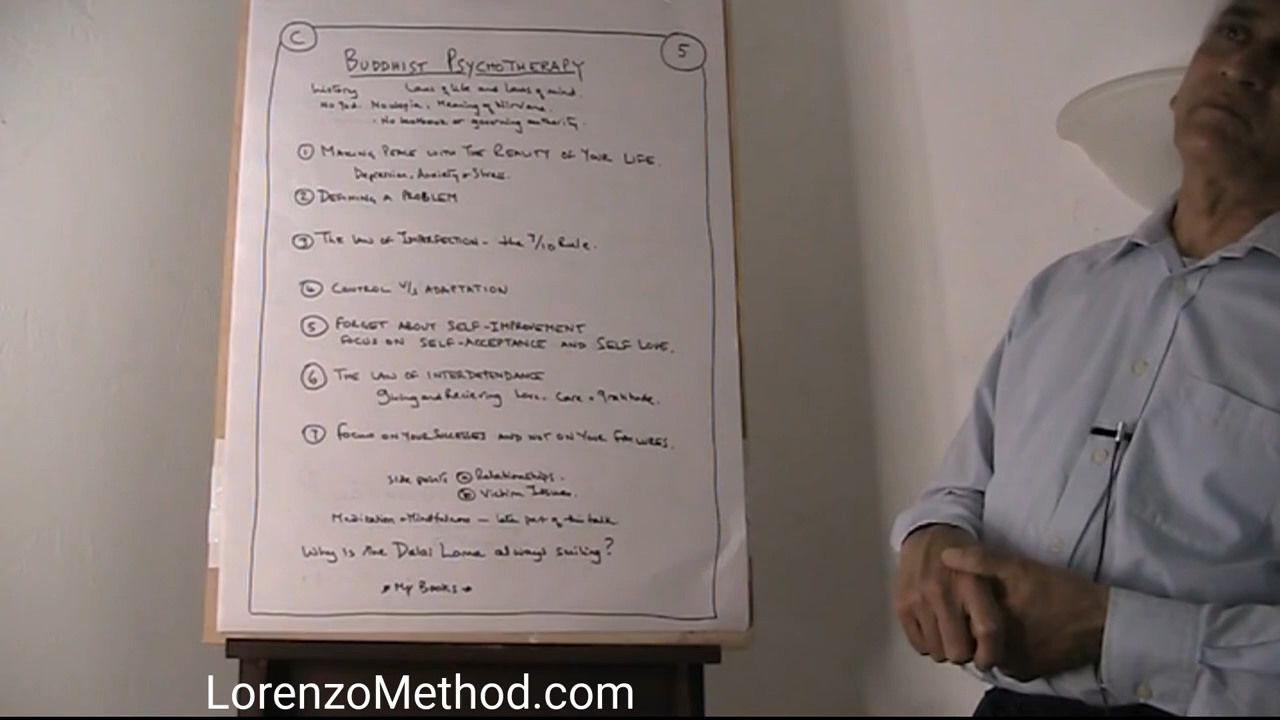 C
5
BUDDHIST PSYCHOTHERAPY
history Laws of life and Laws of mind.
No god. No utopia, Meaning of Nirvana.
. No textbook or governing authority.
① MAKING PEACE WITH THE REALITY OF YOUR LIFE.
Depression, Anxiety & Stress.
② DEFINING A PROBLEM
③ THE LAW OF IMPERFECTION - the 7/10 Rule.
④ CONTROL V/S ADAPTATION
⑤ FORGET ABOUT SELF-IMPROVEMENT
FOCUS ON SELF-ACCEPTANCE AND SELF LOVE.
⑥ THE LAW OF INTERDEPENDANCE
Giving and Recieving Love. Care & Gratitude.
⑦ FOCUS ON YOUR SUCCESSES AND NOT ON YOUR FAILURES.
Side points ⓐ Relationships.
ⓑ Victim Issues.
Meditation & Mindfulness — later part of this talk
Why Is the Dalai Lama always smiling?
My Books
LorenzoMethod.com